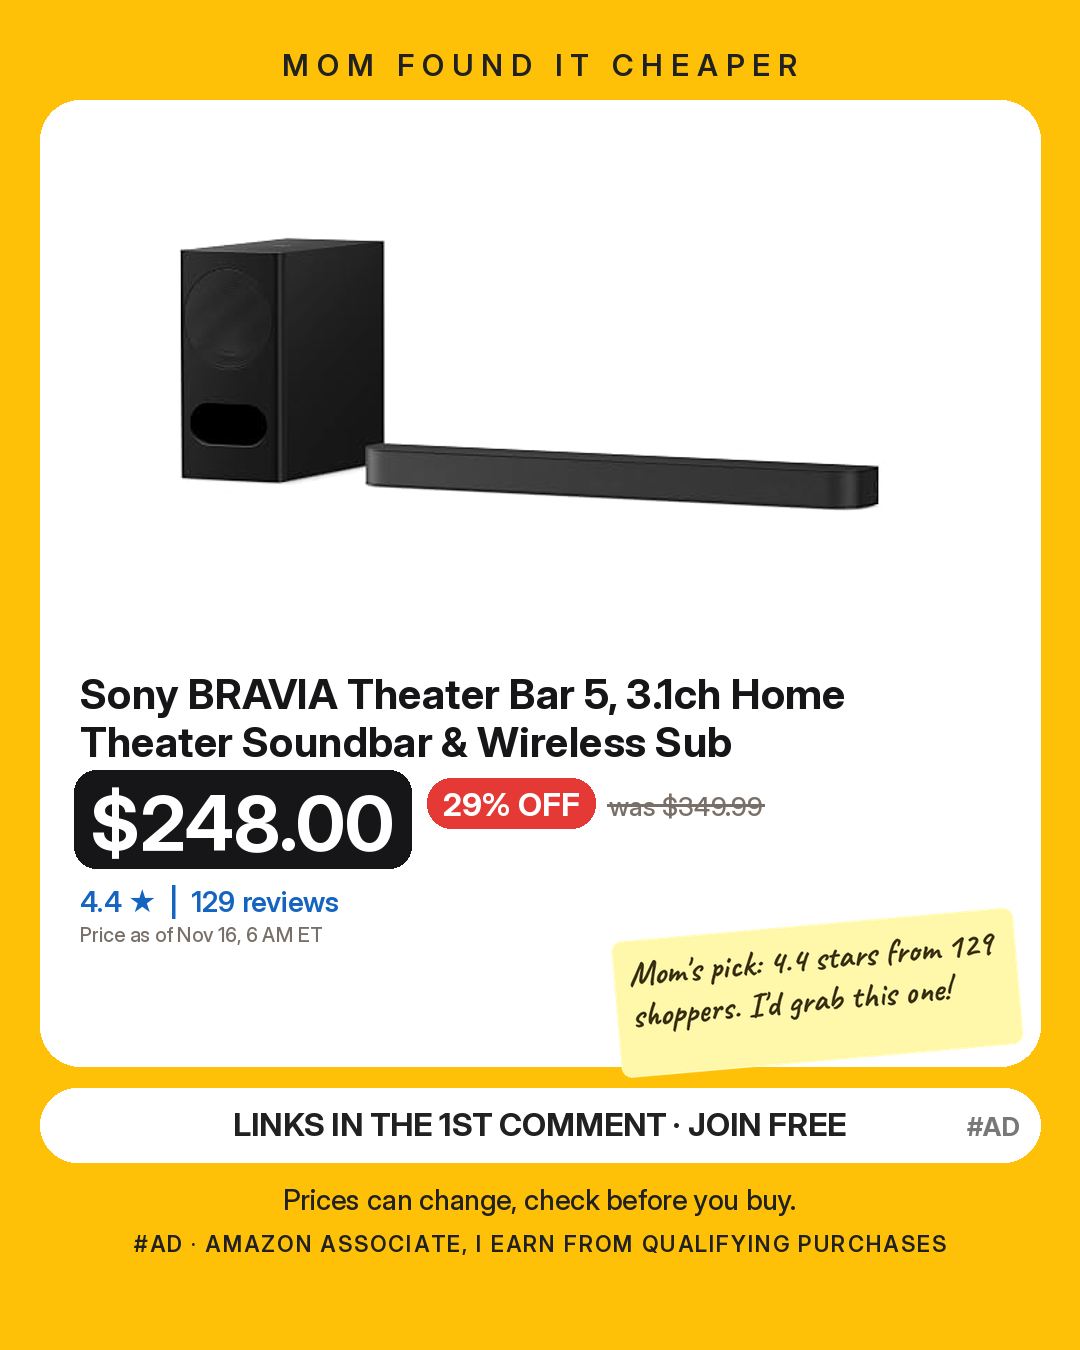 MOM FOUND IT CHEAPER
Sony BRAVIA Theater Bar 5, 3.1ch Home
Theater Soundbar & Wireless Sub
$248.00
29% OFF
was $349.99
4.4 ★ | 129 reviews
Price as of Nov 16, 6 AM ET
Mom's pick: 4.4 stars from 129
shoppers. I'd grab this one!
LINKS IN THE 1ST COMMENT · JOIN FREE
#AD
Prices can change, check before you buy.
#AD · AMAZON ASSOCIATE, I EARN FROM QUALIFYING PURCHASES